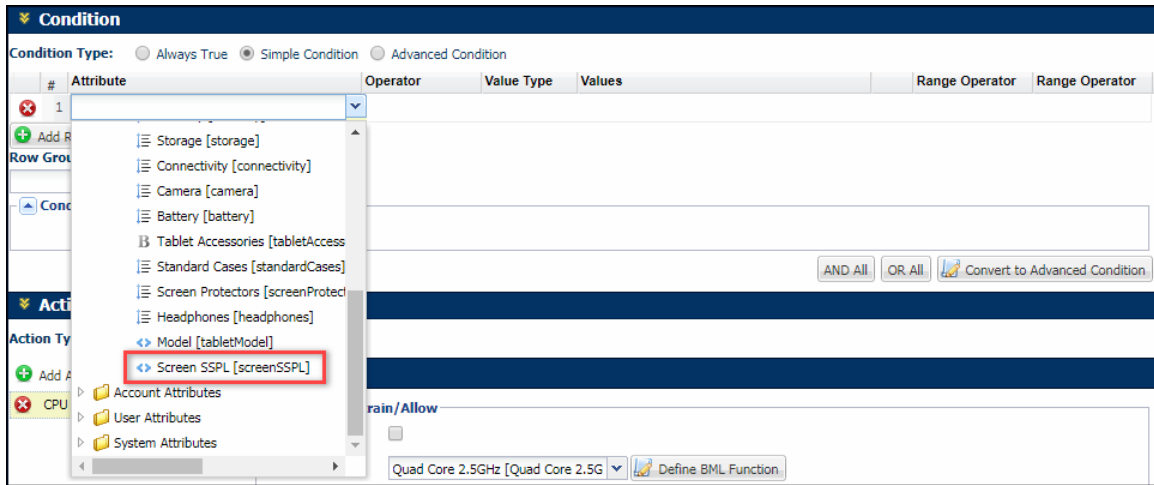 Condition
Condition Type: Always True Simple Condition Advanced Condition
# Attribute Operator Value Type Values Range Operator Range Operator
1
Add R
Row Grou
Storage [storage]
Connectivity [connectivity]
Camera [camera]
Battery [battery]
Cond
B Tablet Accessories [tabletAccess
Standard Cases [standardCases]
AND All OR All Convert to Advanced Condition
Screen Protectors [screenProtect
Acti
Headphones [headphones]
Action Ty
Model [tabletModel]
Screen SSPL [screenSSPL]
Add A
Account Attributes
CPU
rain/Allow
User Attributes
System Attributes
Quad Core 2.5GHz [Quad Core 2.5G Define BML Function